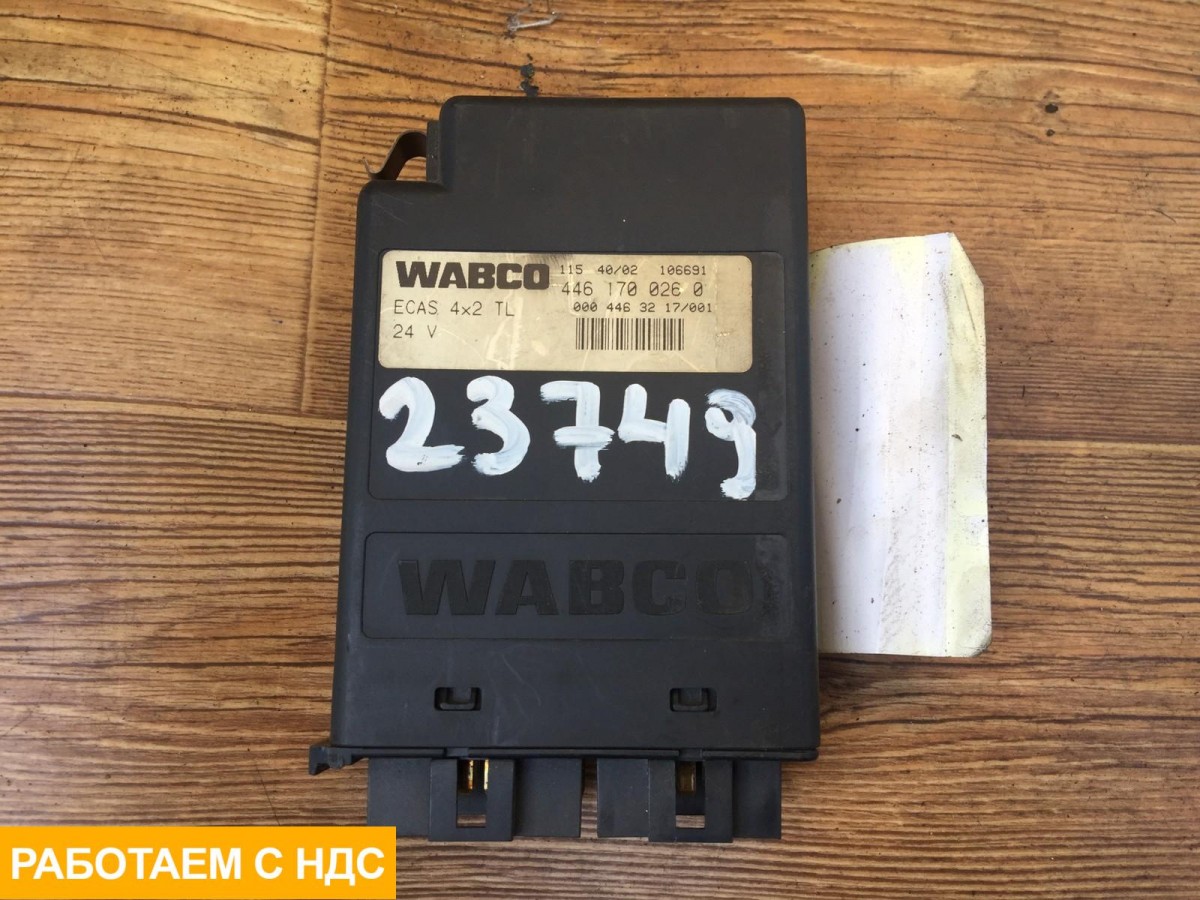 WABCO 115 40/02 106691
446 170 026 0
ECAS 4x2 TL 000 446 32 17/001
24 V
23749
WABCO
РАБОТАЕМ С НДС